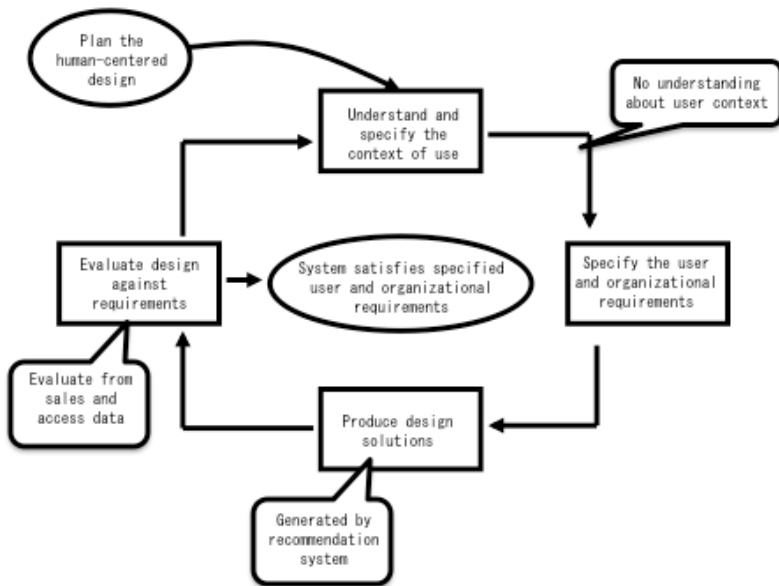 Plan the
human-centered
design
No understanding
about user context
Understand and
specify the
context of use
Evaluate design
against
requirements
System satisfies specified
user and organizational
requirements
Specify the user
and organizational
requirements
Evaluate from
sales and
access data
Produce design
solutions
Generated by
recommendation
system